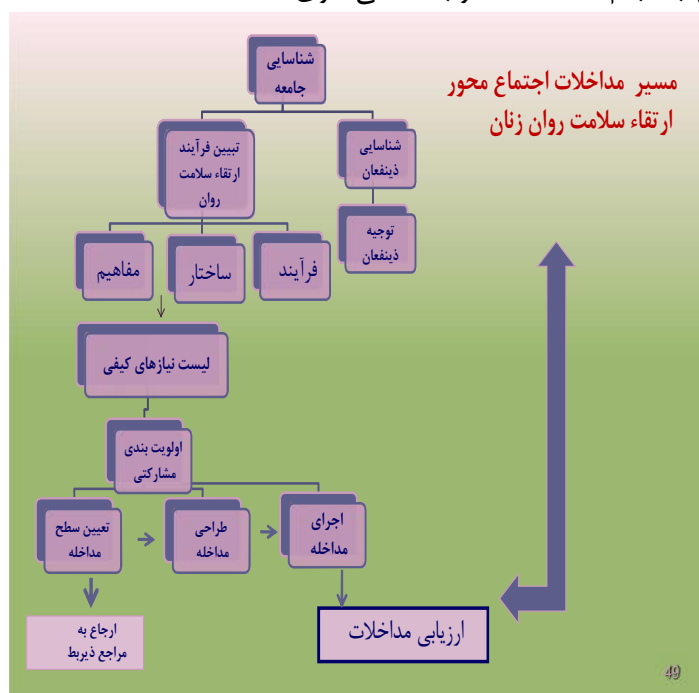 مسیر مداخلات اجتماع محور
ارتقاء سلامت روان زنان
شناسایی
جامعه
شناسایی
ذینفعان
تبیین فرآیند
ارتقاء سلامت
روان
توجیه
ذینفعان
فرآیند
ساختار
مفاهیم
لیست نیازهای کیفی
اولویت بندی
مشارکتی
اجرای
مداخله
طراحی
مداخله
تعیین سطح
مداخله
ارزیابی مداخلات
ارجاع به
مراجع ذیربط
49